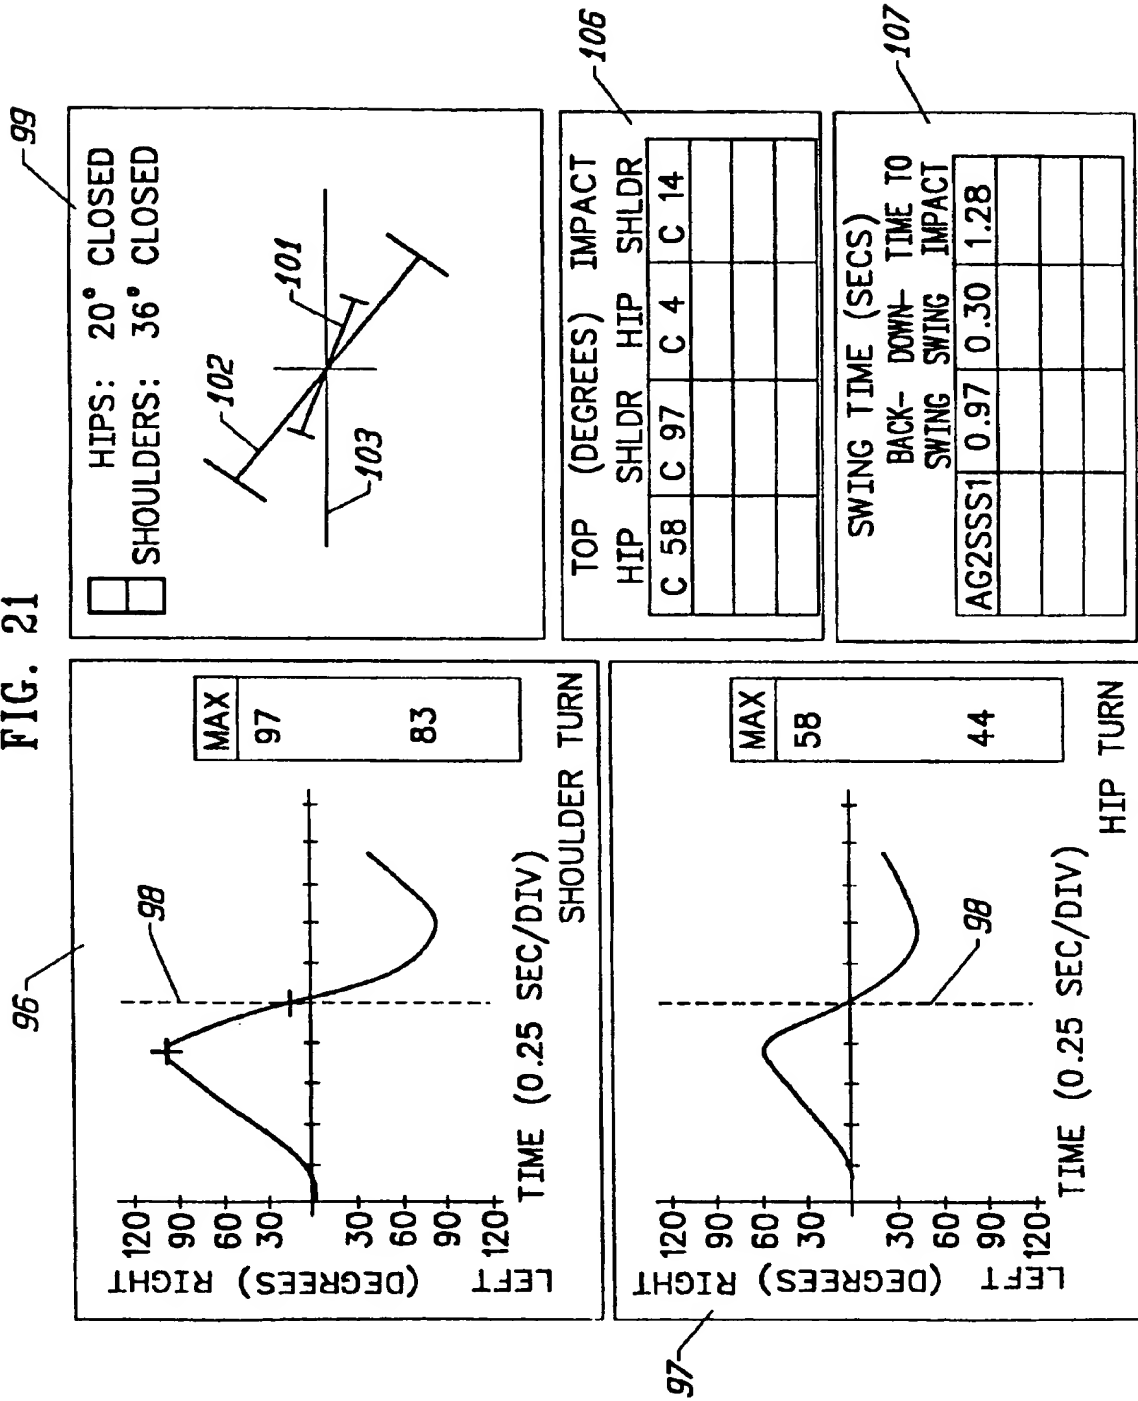 FIG. 21
96
120
90
60
30
30
60
90
120
LEFT (DEGREES) RIGHT
98
MAX
97
83
TIME (0.25 SEC/DIV)
SHOULDER TURN
97
120
90
60
30
30
60
90
120
LEFT (DEGREES) RIGHT
98
MAX
58
44
TIME (0.25 SEC/DIV)
HIP TURN
99
HIPS: 20° CLOSED
SHOULDERS: 36° CLOSED
102
101
103
106
TOP (DEGREES) IMPACT
HIP SHLDR HIP SHLDR
C 58 C 97 C 4 C 14
107
SWING TIME (SECS)
BACK- DOWN- TIME TO
SWING SWING IMPACT
AG2SSS1 0.97 0.30 1.28